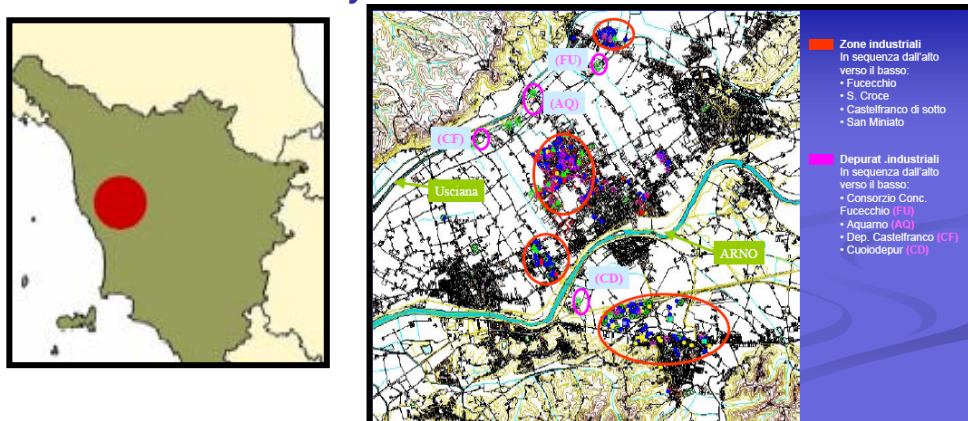 (FU)
(AQ)
(CF)
Usciana
ARNO
(CD)
Zone industriali
In sequenza dall'alto
verso il basso:
• Fucecchio
• S. Croce
• Castelfranco di sotto
• San Miniato
Depurat .industriali
In sequenza dall'alto
verso il basso:
• Consorzio Conc.
Fucecchio (FU)
• Aquarno (AQ)
• Dep. Castelfranco (CF)
• Cuoiodepur (CD)